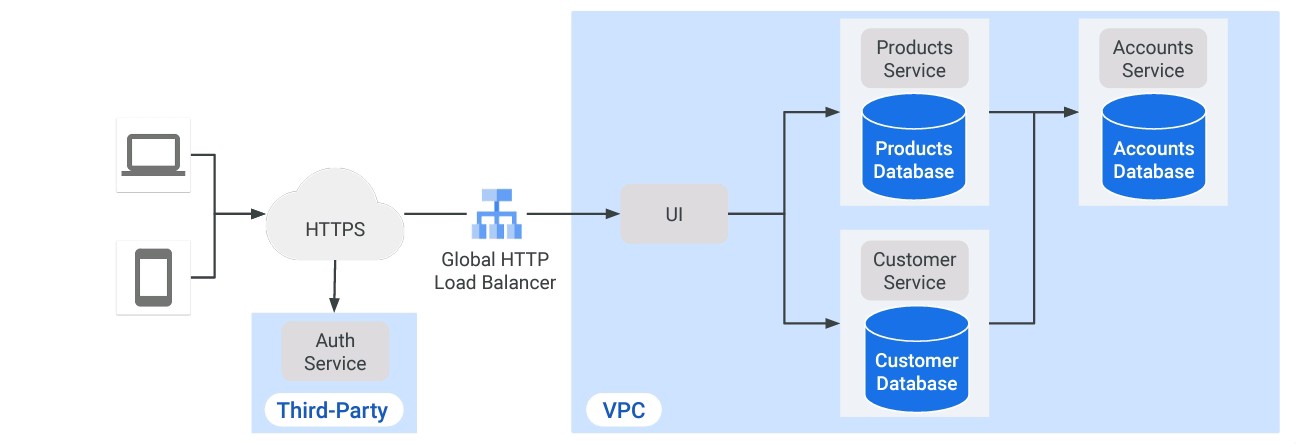 HTTPS
Auth
Service
Third-Party
Global HTTP
Load Balancer
VPC
UI
Products
Service
Products
Database
Customer
Service
Customer
Database
Accounts
Service
Accounts
Database